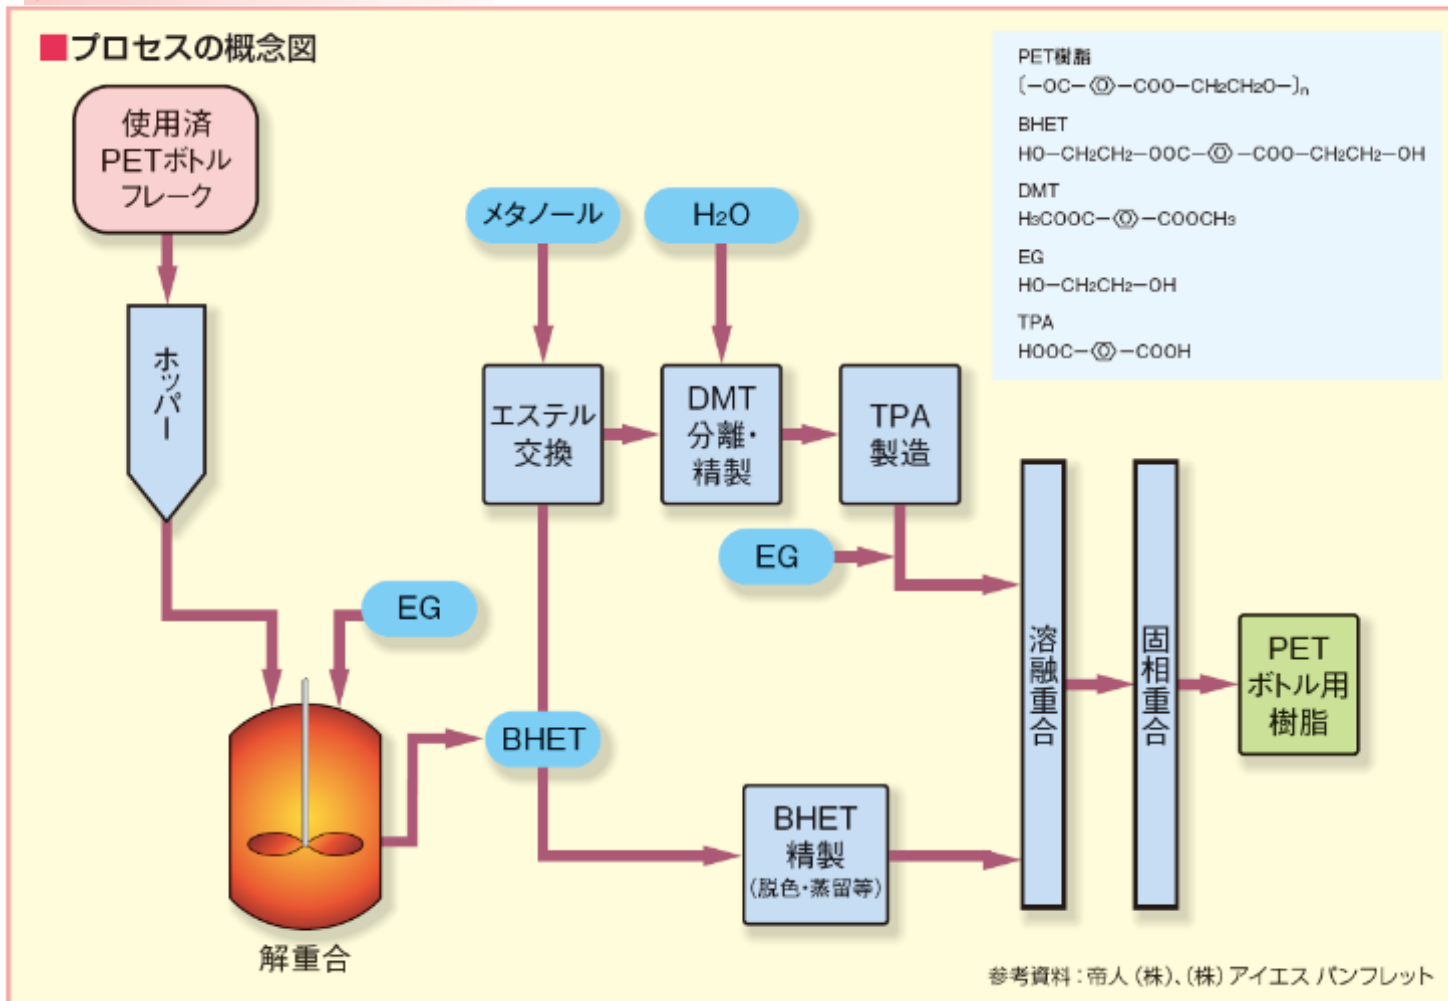 ■プロセスの概念図
使用済
PETボトル
フレーク
ホッパー
EG
解重合
メタノール
H₂O
エステル
交換
DMT
分離・
精製
TPA
製造
EG
BHET
BHET
精製
(脱色・蒸留等)
溶融重合
固相重合
PET
ボトル用
樹脂
PET樹脂
〔−OC−⌬−COO−CH₂CH₂O−〕n
BHET
HO−CH₂CH₂−OOC−⌬−COO−CH₂CH₂−OH
DMT
H₃COOC−⌬−COOCH₃
EG
HO−CH₂CH₂−OH
TPA
HOOC−⌬−COOH
参考資料：帝人(株)、(株)アイエス パンフレット